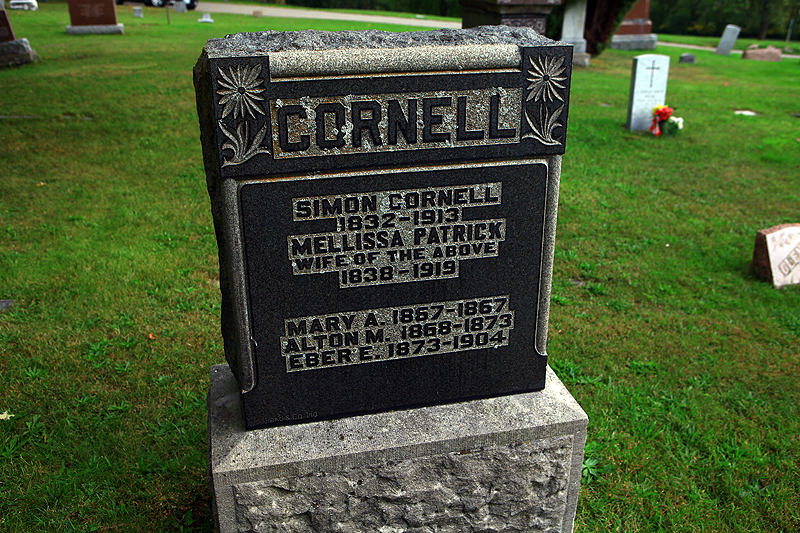 CORNELL
SIMON CORNELL
1832-1913
MELLISSA PATRICK
WIFE OF THE ABOVE
1838-1919
MARY A. 1867-1867
ALTON M. 1868-1873
EBER E. 1873-1904